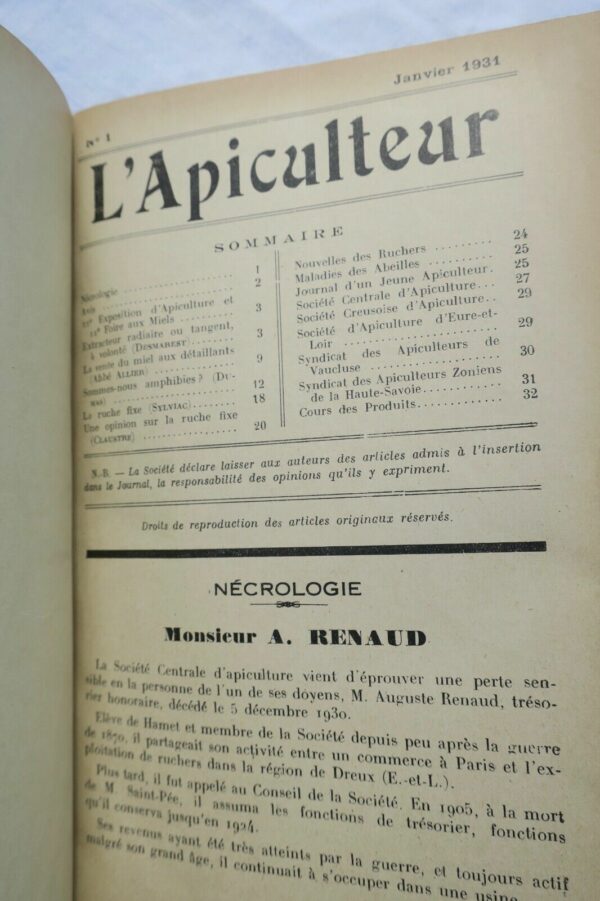 N° 1
Janvier 1931
L'Apiculteur
SOMMAIRE
Nécrologie .................... 1
Avis .................... 2
Exposition d'Apiculture et
Foire aux Miels .......... 3
Extracteur radiaire ou tangent,
à volonté (DESMAREST) .... 3
La vente du miel aux détaillants
(Abbé ALLIER) ............ 9
Sommes-nous amphibies ? (DU-
MAS) ..................... 12
La ruche fixe (SYLVIAC) ...... 18
Une opinion sur la ruche fixe
(CLAUSTRE) ............... 20
Nouvelles des Ruchers ......... 24
Maladies des Abeilles ......... 25
Journal d'un Jeune Apiculteur. 25
Société Centrale d'Apiculture... 27
Société Creusoise d'Apiculture.. 29
Société d'Apiculture d'Eure-et-
Loir ..................... 29
Syndicat des Apiculteurs de
Vaucluse ................. 30
Syndicat des Apiculteurs Zoniens
de la Haute-Savoie........... 31
Cours des Produits............ 32
N.-B. — La Société déclare laisser aux auteurs des articles admis à l'insertion
dans le Journal, la responsabilité des opinions qu'ils y expriment.
Droits de reproduction des articles originaux réservés.
NÉCROLOGIE
Monsieur A. RENAUD
La Société Centrale d'apiculture vient d'éprouver une perte sen-
sible en la personne de l'un de ses doyens, M. Auguste Renaud, tréso-
rier honoraire, décédé le 5 décembre 1930.
Elève de Hamet et membre de la Société depuis peu après la guerre
de 1870, il partageait son activité entre un commerce à Paris et l'ex-
ploitation de ruchers dans la région de Dreux (E.-et-L.).
Plus tard, il fut appelé au Conseil de la Société. En 1905, à la mort
de M. Saint-Pée, il assuma les fonctions de trésorier, fonctions
qu'il conserva jusqu'en 1924.
Ses revenus ayant été très atteints par la guerre, et toujours actif
malgré son grand âge, il continuait à s'occuper dans une usine